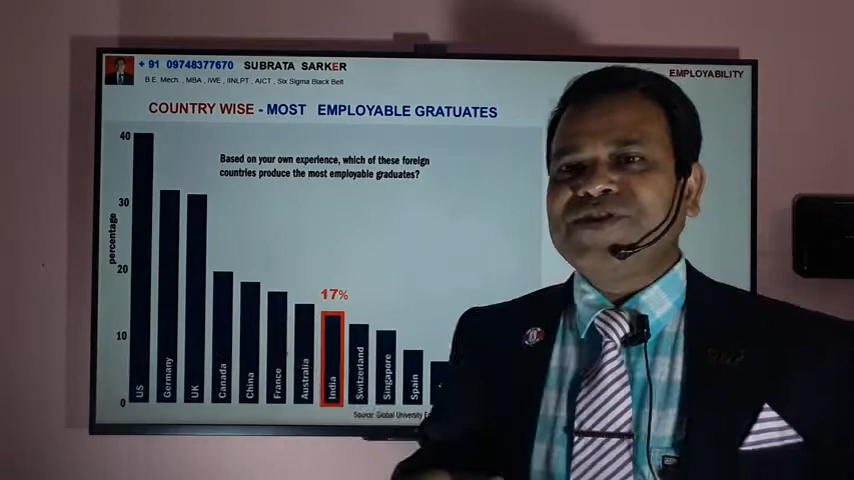 + 91 09748377670 SUBRATA SARKER
B.E. Mech., MBA, IWE, IINLPT, AICT, Six Sigma Black Belt
EMPLOYABILITY
COUNTRY WISE - MOST EMPLOYABLE GRATUATES
Based on your own experience, which of these foreign
countries produce the most employable graduates?
40
30
20
10
0
percentage
17%
US
Germany
UK
Canada
China
France
Australia
India
Switzerland
Singapore
Spain
Source: Global University